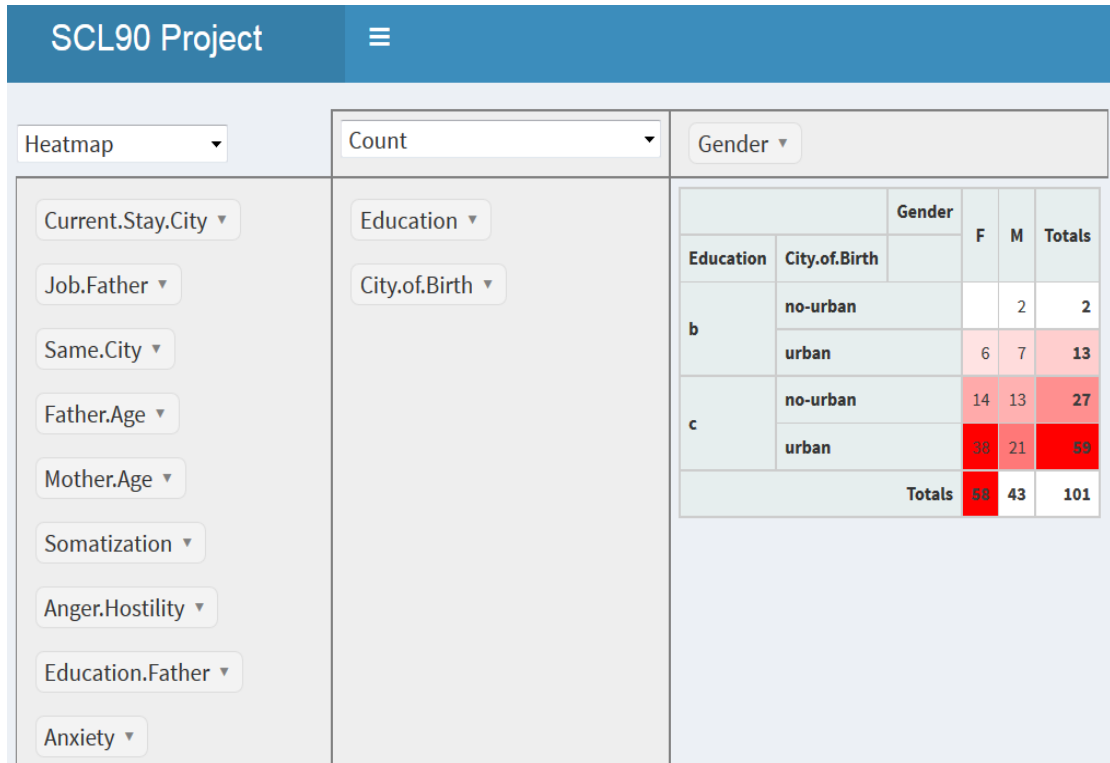 SCL90 Project
Heatmap
Count
Gender
Current.Stay.City
Job.Father
Same.City
Father.Age
Mother.Age
Somatization
Anger.Hostility
Education.Father
Anxiety
Education
City.of.Birth
Gender F M Totals
Education City.of.Birth
b no-urban 2 2
urban 6 7 13
c no-urban 14 13 27
urban 38 21 59
Totals 58 43 101